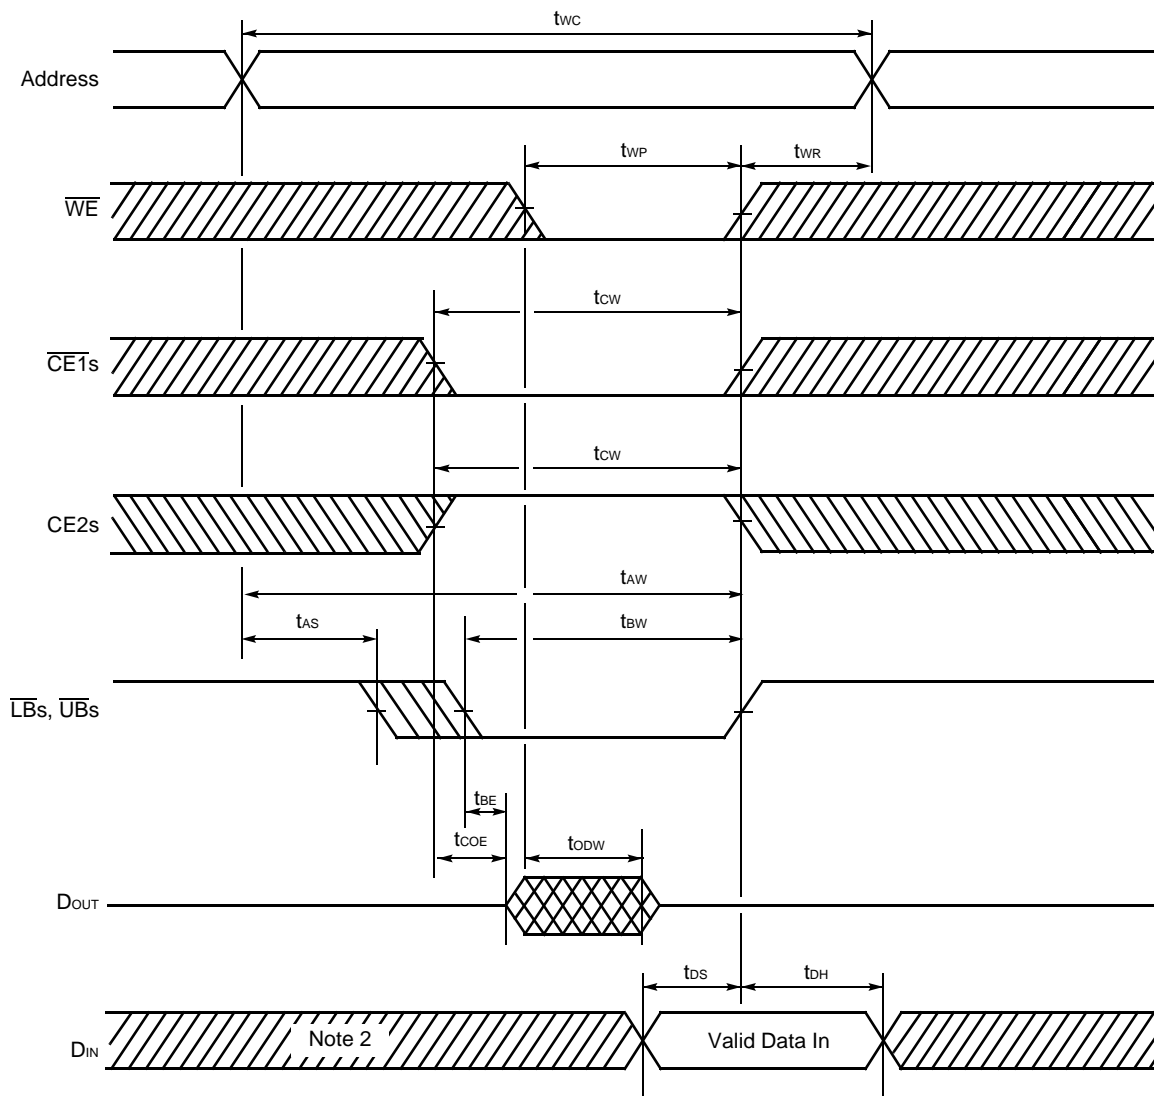 tWC
Address
tWP
tWR
WE
tCW
CE1s
tCW
CE2s
tAW
tAS
tBW
LBs, UBs
tBE
tCOE
tODW
DOUT
tDS
tDH
DIN
Note 2
Valid Data In